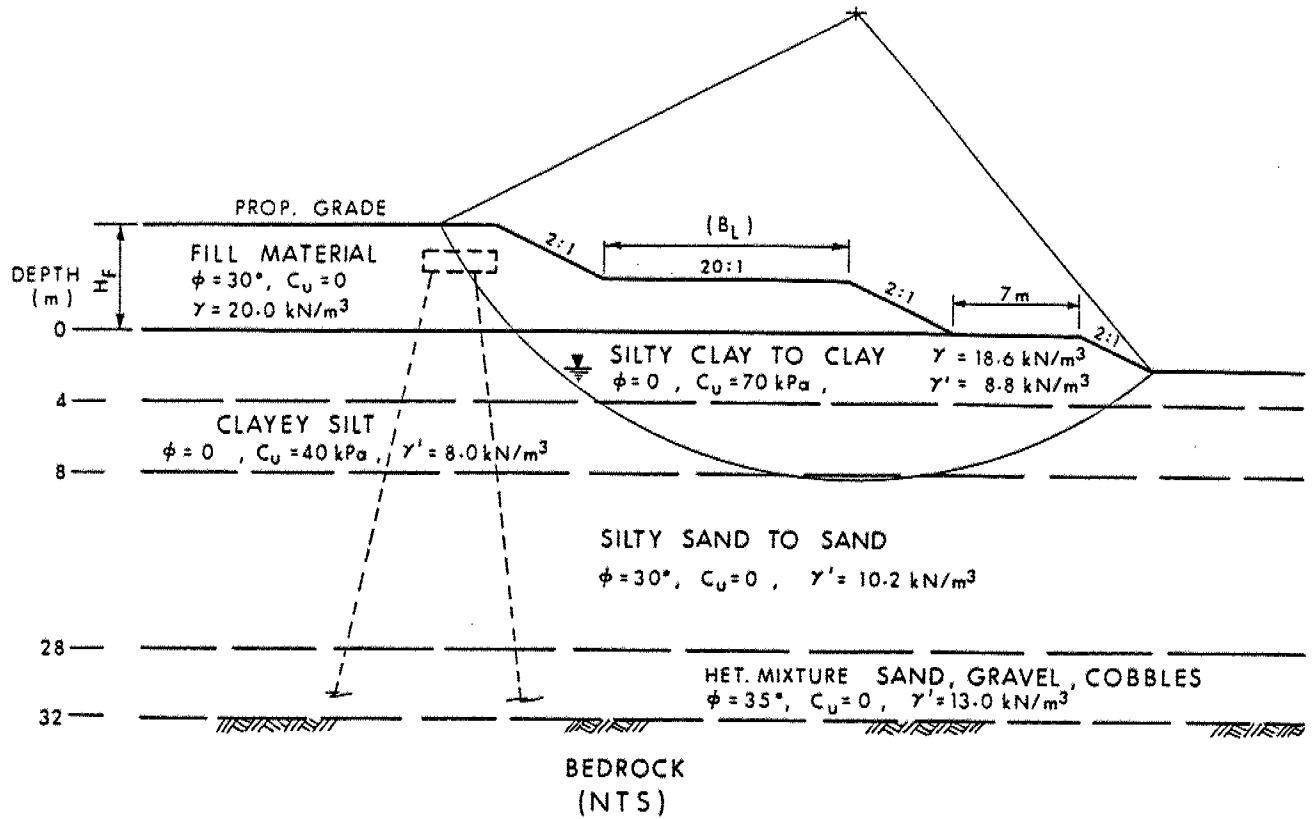 PROP. GRADE
(B_L)
2:1
20:1
FILL MATERIAL
φ=30°, C_u=0
γ=20.0 kN/m³
DEPTH
(m)
H_F
2:1
7m
0
2:1
SILTY CLAY TO CLAY
φ=0 , C_u=70 kPa,
γ = 18.6 kN/m³
γ' = 8.8 kN/m³
4
CLAYEY SILT
φ=0 , C_u=40 kPa, γ'=8.0 kN/m³
8
SILTY SAND TO SAND
φ=30°, C_u=0 , γ'=10.2 kN/m³
28
HET. MIXTURE SAND, GRAVEL, COBBLES
φ=35°, C_u=0 , γ'=13.0 kN/m³
32
BEDROCK
(NTS)